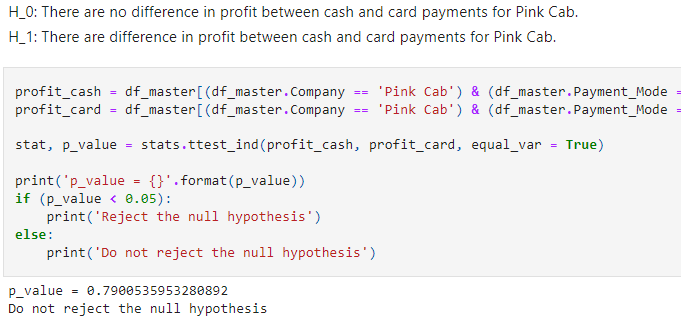 H_0: There are no difference in profit between cash and card payments for Pink Cab.
H_1: There are difference in profit between cash and card payments for Pink Cab.
profit_cash = df_master[(df_master.Company == 'Pink Cab') & (df_master.Payment_Mode =
profit_card = df_master[(df_master.Company == 'Pink Cab') & (df_master.Payment_Mode =
stat, p_value = stats.ttest_ind(profit_cash, profit_card, equal_var = True)
print('p_value = {}'.format(p_value))
if (p_value < 0.05):
    print('Reject the null hypothesis')
else:
    print('Do not reject the null hypothesis')
p_value = 0.7900535953280892
Do not reject the null hypothesis